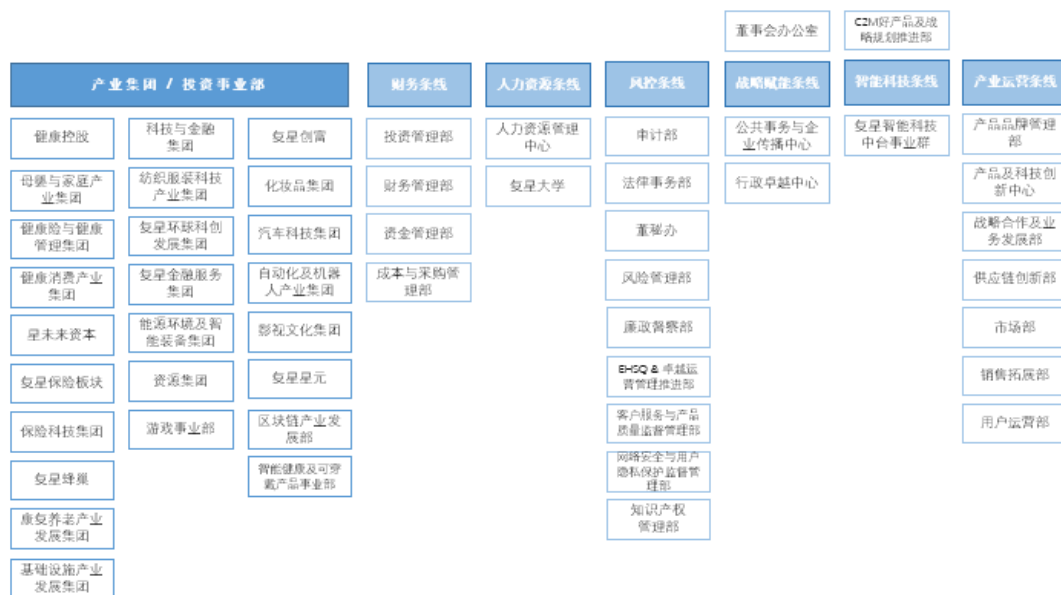 董事会办公室
C2M好产品及战
略规划推进部
产业集团 / 投资事业部
财务条线
人力资源条线
风控条线
战略赋能条线
智能科技条线
产业运营条线
健康控股
母婴与家庭产
业集团
健康险与健康
管理集团
健康消费产业
集团
星未来资本
复星保险板块
保险科技集团
复星蜂巢
康复养老产业
发展集团
基础设施产业
发展集团
科技与金融
集团
纺织服装科技
产业集团
复星环球科创
发展集团
复星金融服务
集团
能源环境及智
能装备集团
资源集团
游戏事业部
复星创富
化妆品集团
汽车科技集团
自动化及机器
人产业集团
影视文化集团
复星星元
区块链产业发
展部
智能健康及可穿
戴产品事业部
投资管理部
财务管理部
资金管理部
成本与采购管
理部
人力资源管理
中心
复星大学
审计部
法律事务部
董秘办
风险管理部
廉政督察部
EHSQ & 卓越运
营管理推进部
客户服务与产品
质量监督管理部
网络安全与用户
隐私保护监督管
理部
知识产权
管理部
公共事务与企
业传播中心
行政卓越中心
复星智能科技
中台事业群
产品品牌管理
部
产品及科技创
新中心
战略合作及业
务发展部
供应链创新部
市场部
销售拓展部
用户运营部